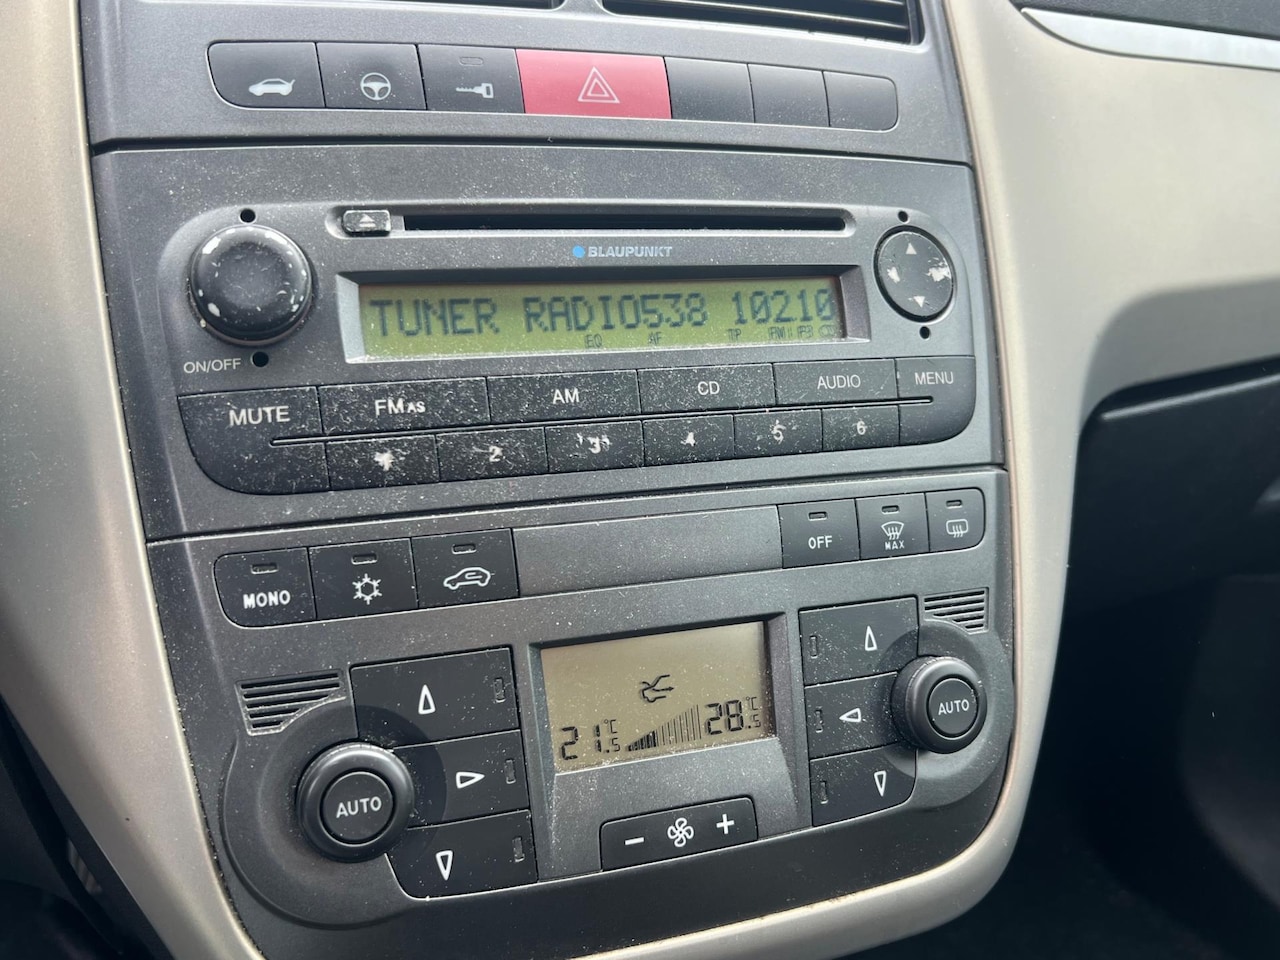 BLAUPUNKT
TUNER RADIO538 10210
EQ AF TP
ON/OFF
MUTE FMAS AM CD AUDIO MENU
1 2 3 4 5 6
MONO OFF MAX
21.5 °C 28.5 °C
AUTO AUTO
- +